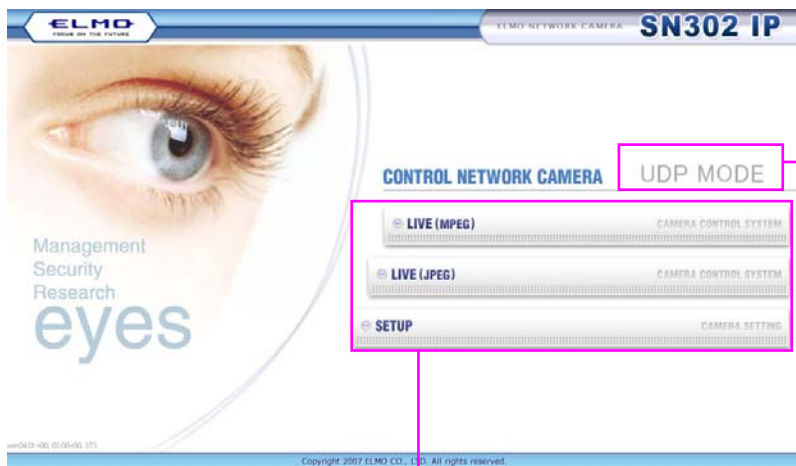 ELMO
FOCUS ON THE FUTURE
ELMO NETWORK CAMERA SN302 IP
CONTROL NETWORK CAMERA UDP MODE
LIVE (MPEG) CAMERA CONTROL SYSTEM
LIVE (JPEG) CAMERA CONTROL SYSTEM
SETUP CAMERA SETTING
Management
Security
Research
eyes
Copyright 2007 ELMO CO., LTD. All rights reserved.